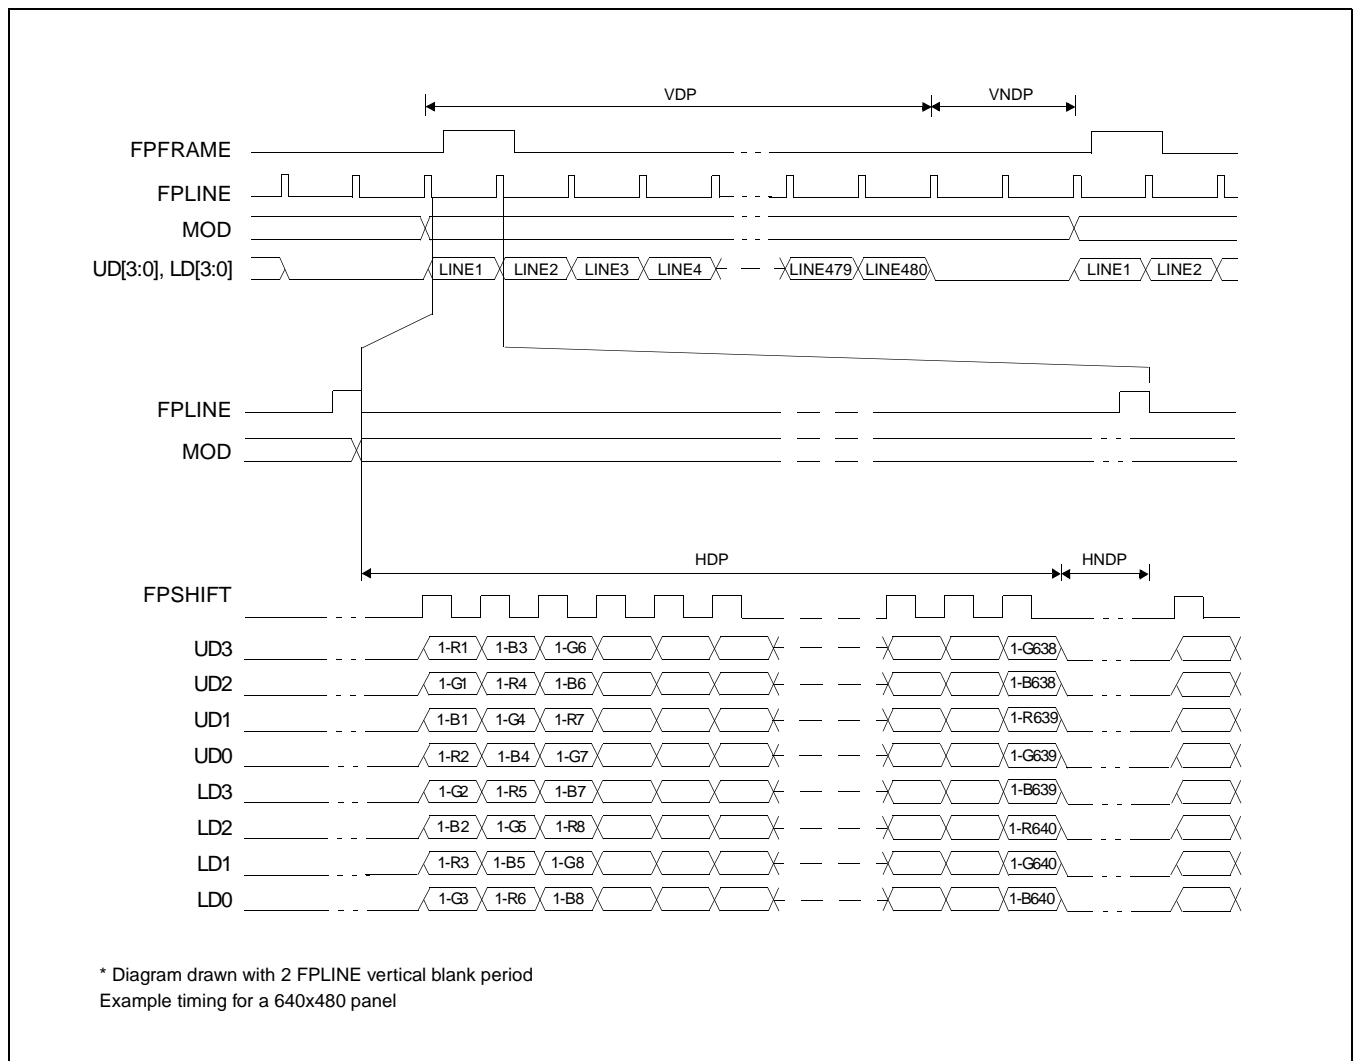 VDP VNDP
FPFRAME
FPLINE
MOD
UD[3:0], LD[3:0] LINE1 LINE2 LINE3 LINE4 LINE479 LINE480 LINE1 LINE2
FPLINE
MOD
HDP HNDP
FPSHIFT
UD3 1-R1 1-B3 1-G6 1-G638
UD2 1-G1 1-R4 1-B6 1-B638
UD1 1-B1 1-G4 1-R7 1-R639
UD0 1-R2 1-B4 1-G7 1-G639
LD3 1-G2 1-R5 1-B7 1-B639
LD2 1-B2 1-G5 1-R8 1-R640
LD1 1-R3 1-B5 1-G8 1-G640
LD0 1-G3 1-R6 1-B8 1-B640
* Diagram drawn with 2 FPLINE vertical blank period
Example timing for a 640x480 panel